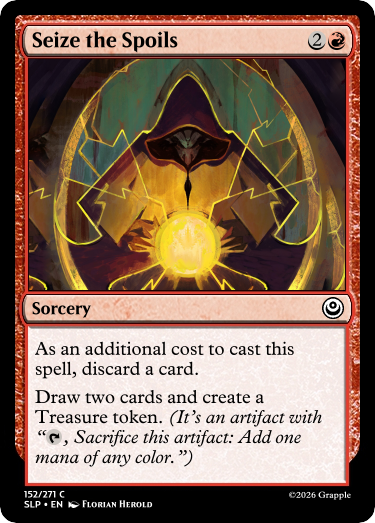 Seize the Spoils 2
Sorcery
As an additional cost to cast this
spell, discard a card.
Draw two cards and create a
Treasure token. (It's an artifact with
“, Sacrifice this artifact: Add one
mana of any color.”)
152/271 C
SLP • EN Florian Herold
©2026 Grapple